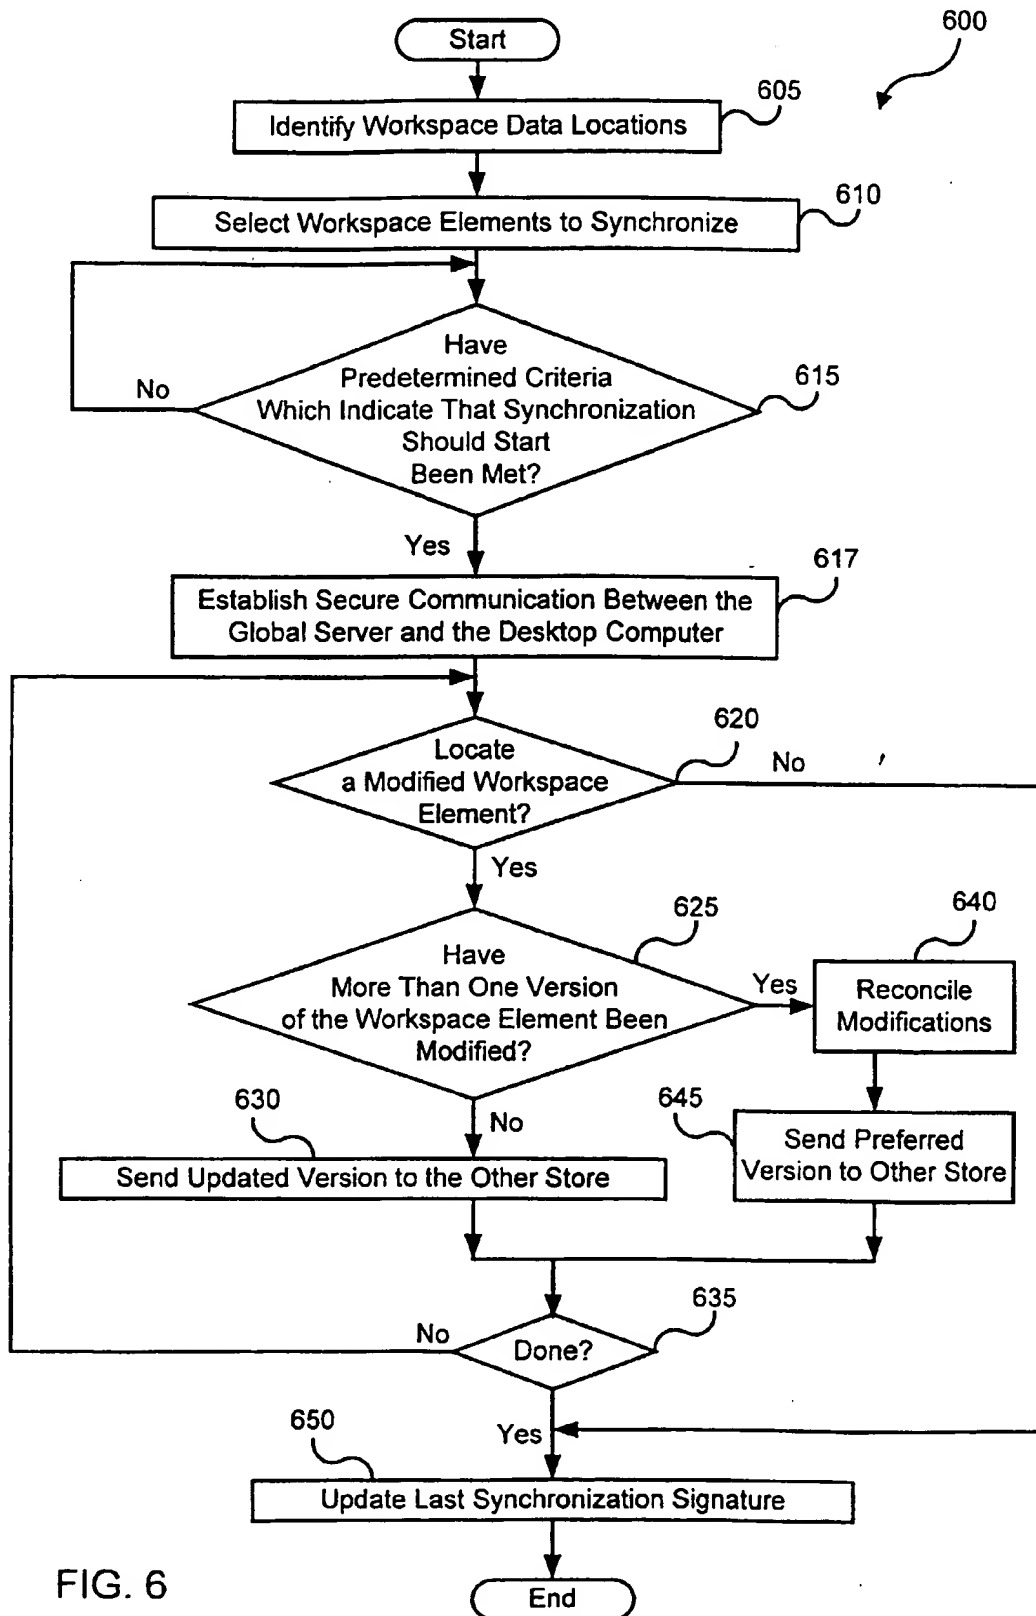 600
Start
605
Identify Workspace Data Locations
610
Select Workspace Elements to Synchronize
Have
Predetermined Criteria
Which Indicate That Synchronization
Should Start
Been Met?
615
No
Yes
617
Establish Secure Communication Between the
Global Server and the Desktop Computer
620
Locate
a Modified Workspace
Element?
No
Yes
625
Have
More Than One Version
of the Workspace Element Been
Modified?
Yes
640
Reconcile
Modifications
No
630
Send Updated Version to the Other Store
645
Send Preferred
Version to Other Store
635
Done?
No
Yes
650
Update Last Synchronization Signature
End
FIG. 6